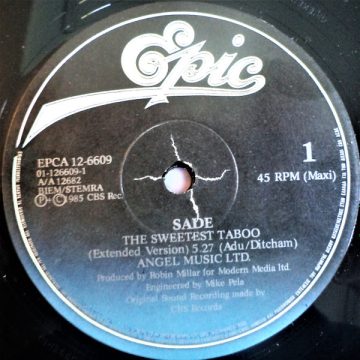 Epic
EPCA 12-6609
01-126609-1
A/A 12682
BIEM/STEMRA
Ⓟ+© 1985 CBS Rec.
1
45 RPM (Maxi)
SADE
THE SWEETEST TABOO
(Extended Version) 5 27 (Adu/Ditcham)
ANGEL MUSIC LTD.
Produced by Robin Millar for Modern Media ltd.
Engineered by Mike Pela
Original Sound Recording made by
CBS Records